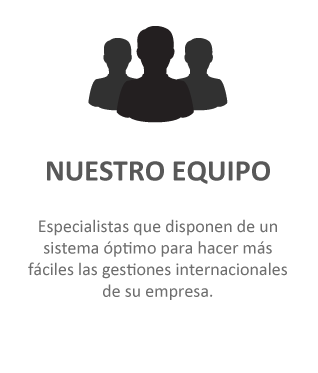 NUESTRO EQUIPO
Especialistas que disponen de un
sistema óptimo para hacer más
fáciles las gestiones internacionales
de su empresa.